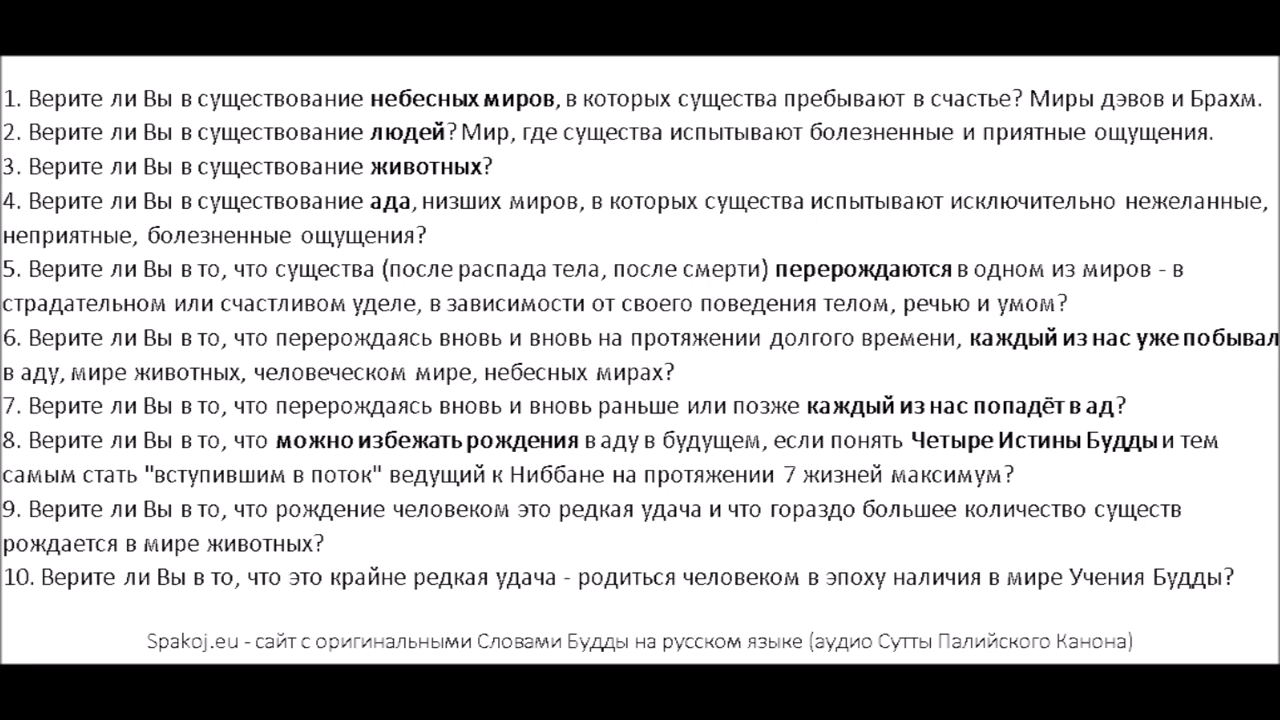 1. Верите ли Вы в существование небесных миров, в которых существа пребывают в счастье? Миры дэвов и Брахм.
2. Верите ли Вы в существование людей? Мир, где существа испытывают болезненные и приятные ощущения.
3. Верите ли Вы в существование животных?
4. Верите ли Вы в существование ада, низших миров, в которых существа испытывают исключительно нежеланные,
неприятные, болезненные ощущения?
5. Верите ли Вы в то, что существа (после распада тела, после смерти) перерождаются в одном из миров - в
страдательном или счастливом уделе, в зависимости от своего поведения телом, речью и умом?
6. Верите ли Вы в то, что перерождаясь вновь и вновь на протяжении долгого времени, каждый из нас уже побывал
в аду, мире животных, человеческом мире, небесных мирах?
7. Верите ли Вы в то, что перерождаясь вновь и вновь раньше или позже каждый из нас попадёт в ад?
8. Верите ли Вы в то, что можно избежать рождения в аду в будущем, если понять Четыре Истины Будды и тем
самым стать "вступившим в поток" ведущий к Ниббане на протяжении 7 жизней максимум?
9. Верите ли Вы в то, что рождение человеком это редкая удача и что гораздо большее количество существ
рождается в мире животных?
10. Верите ли Вы в то, что это крайне редкая удача - родиться человеком в эпоху наличия в мире Учения Будды?
Spakoj.eu - сайт с оригинальными Словами Будды на русском языке (аудио Сутты Палийского Канона)